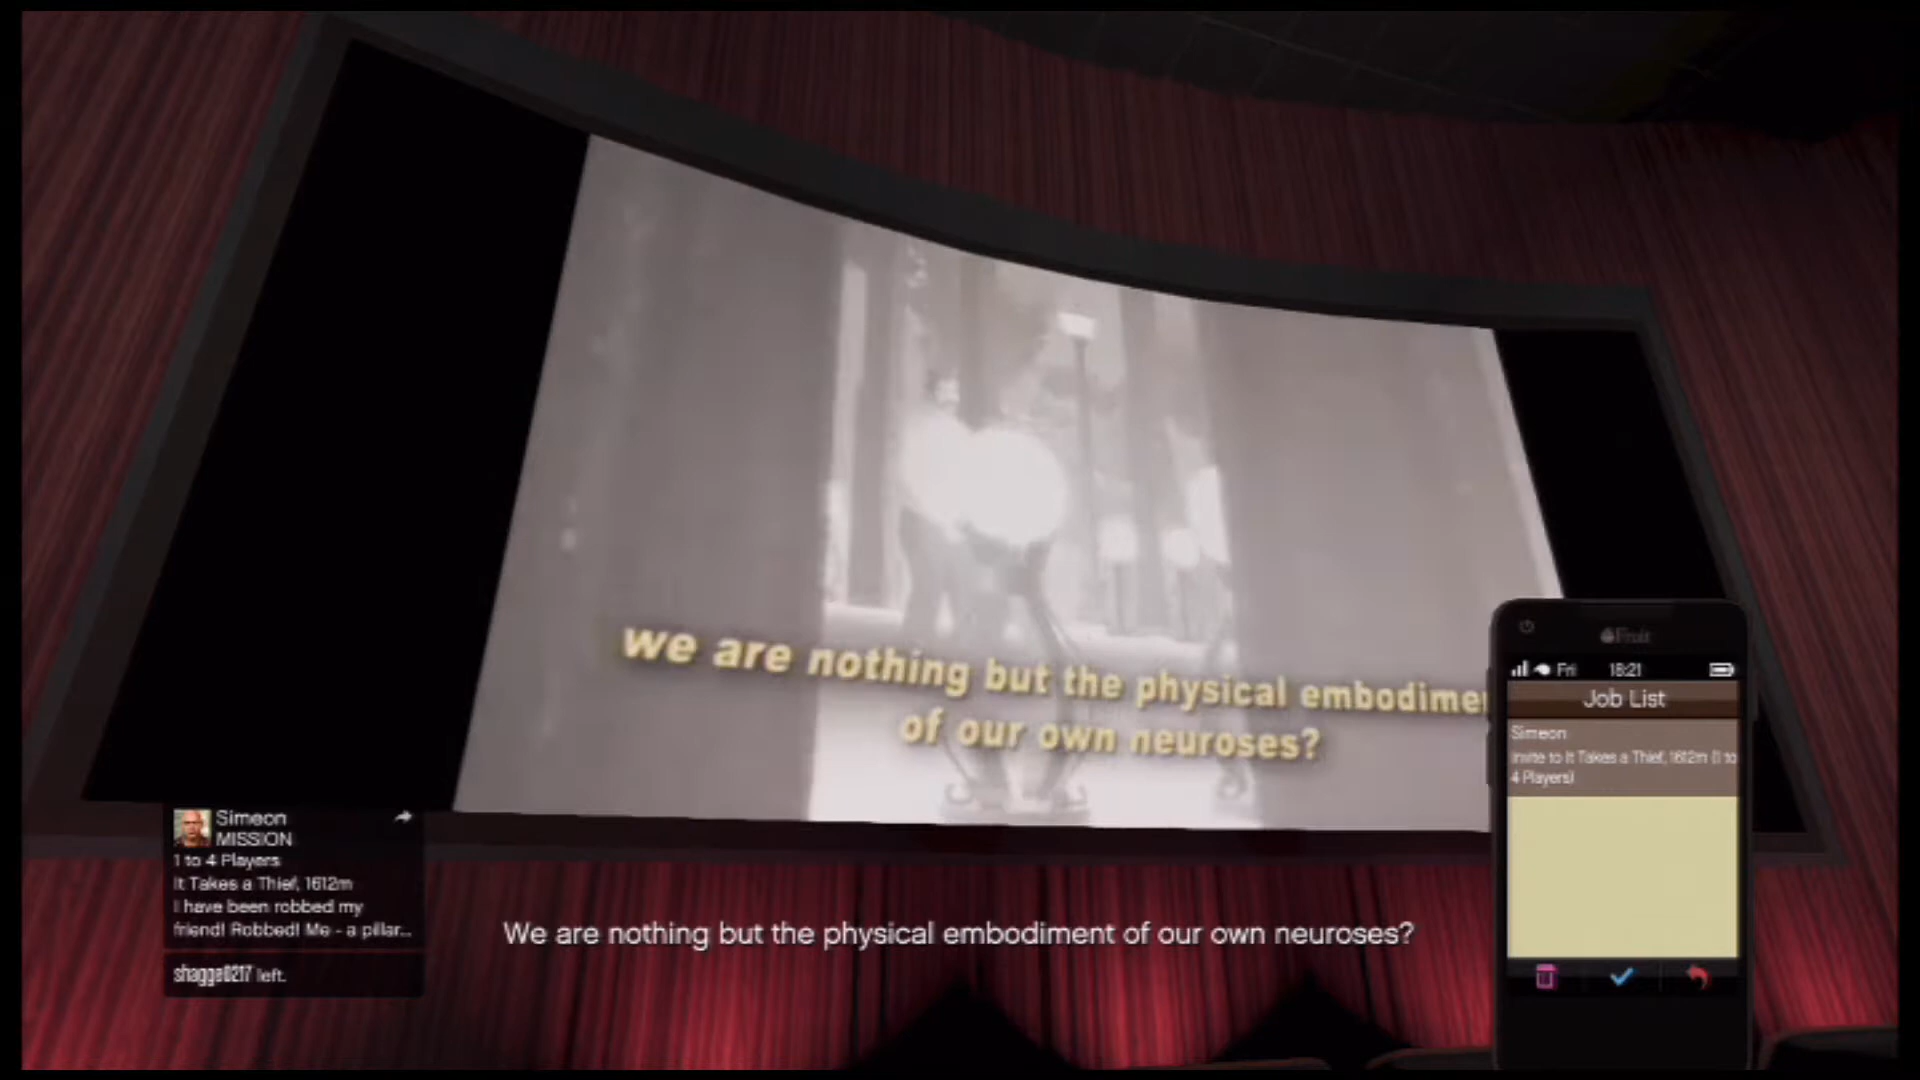 we are nothing but the physical embodime
of our own neuroses?
Fruit
Fri 18:21
Job List
Simeon
Invite to It Takes a Thief, 1612m (1 to
4 Players)
Simeon
MISSION
1 to 4 Players
It Takes a Thief, 1612m
I have been robbed my
friend! Robbed! Me - a pillar...
shagge0217 left.
We are nothing but the physical embodiment of our own neuroses?